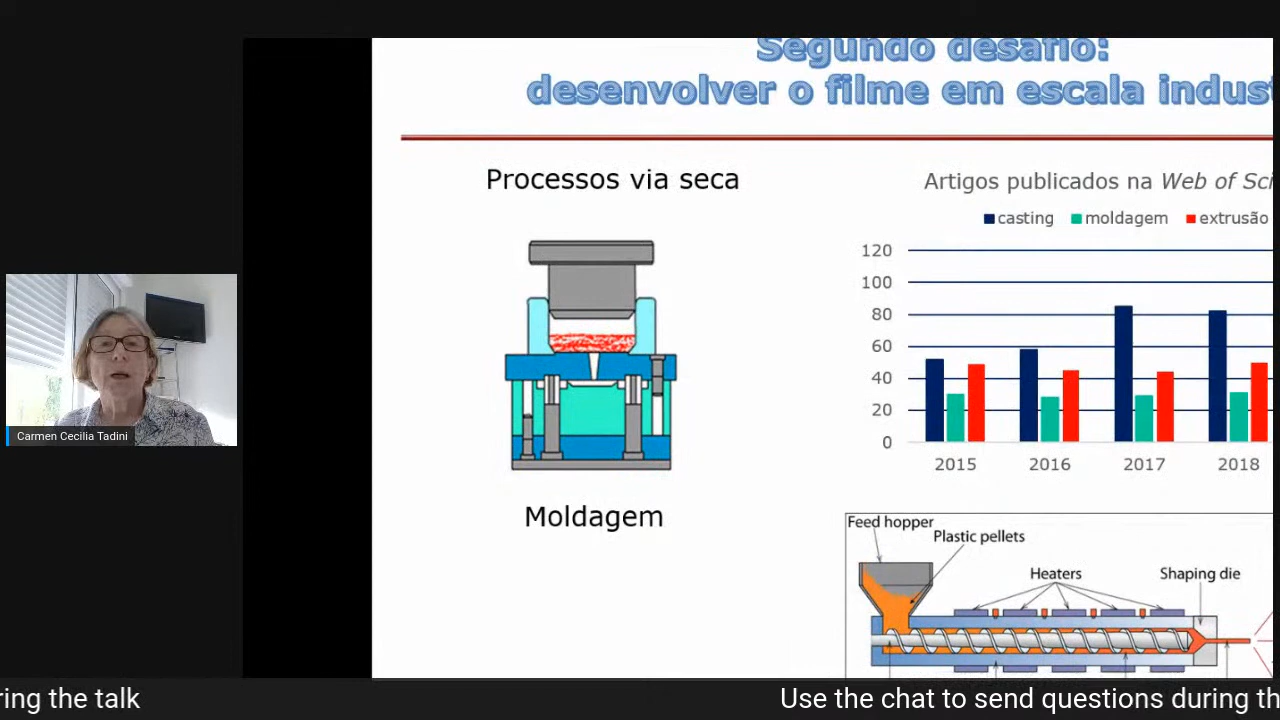 Segundo desafio:
desenvolver o filme em escala indust
Processos via seca
Artigos publicados na Web of Sci
casting moldagem extrusão
120
100
80
60
40
20
0
2015 2016 2017 2018
Moldagem
Feed hopper
Plastic pellets
Heaters
Shaping die
Carmen Cecilia Tadini
ring the talk
Use the chat to send questions during th